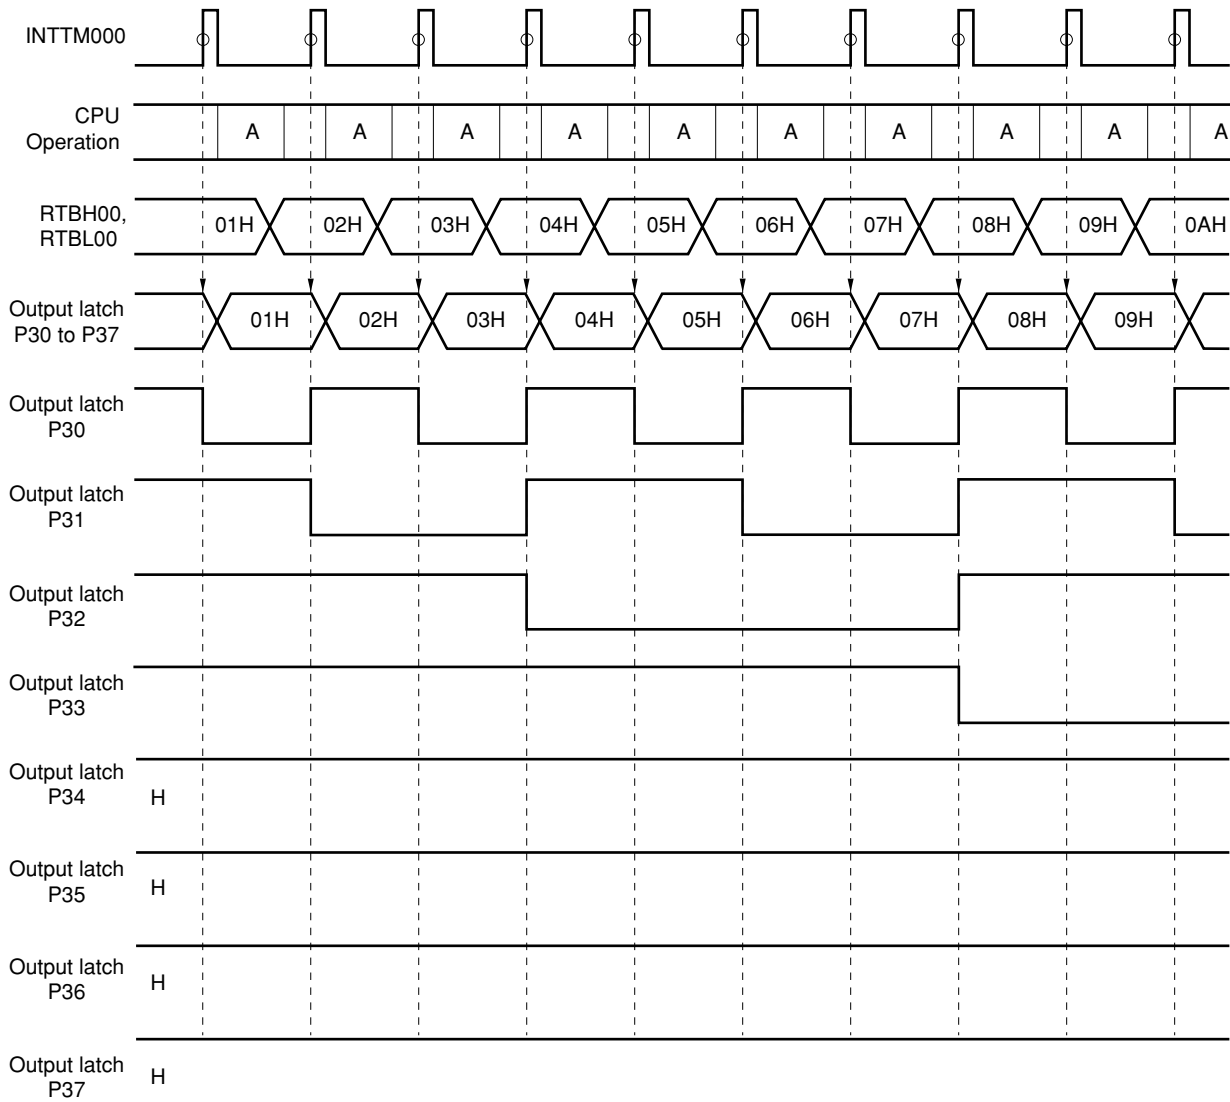 INTTM000
CPU
Operation
A A A A A A A A A A
RTBH00,
RTBL00
01H 02H 03H 04H 05H 06H 07H 08H 09H 0AH
Output latch
P30 to P37
01H 02H 03H 04H 05H 06H 07H 08H 09H
Output latch
P30
Output latch
P31
Output latch
P32
Output latch
P33
Output latch
P34
H
Output latch
P35
H
Output latch
P36
H
Output latch
P37
H